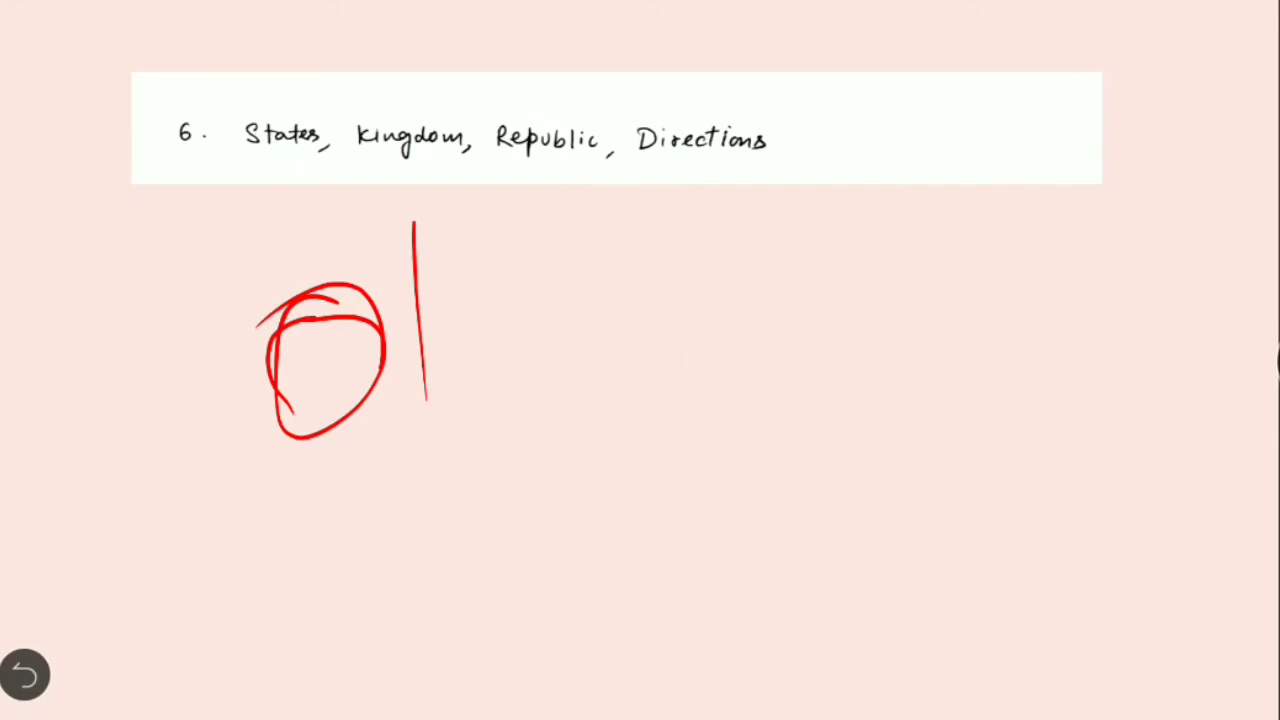 6. States, Kingdom, Republic, Directions